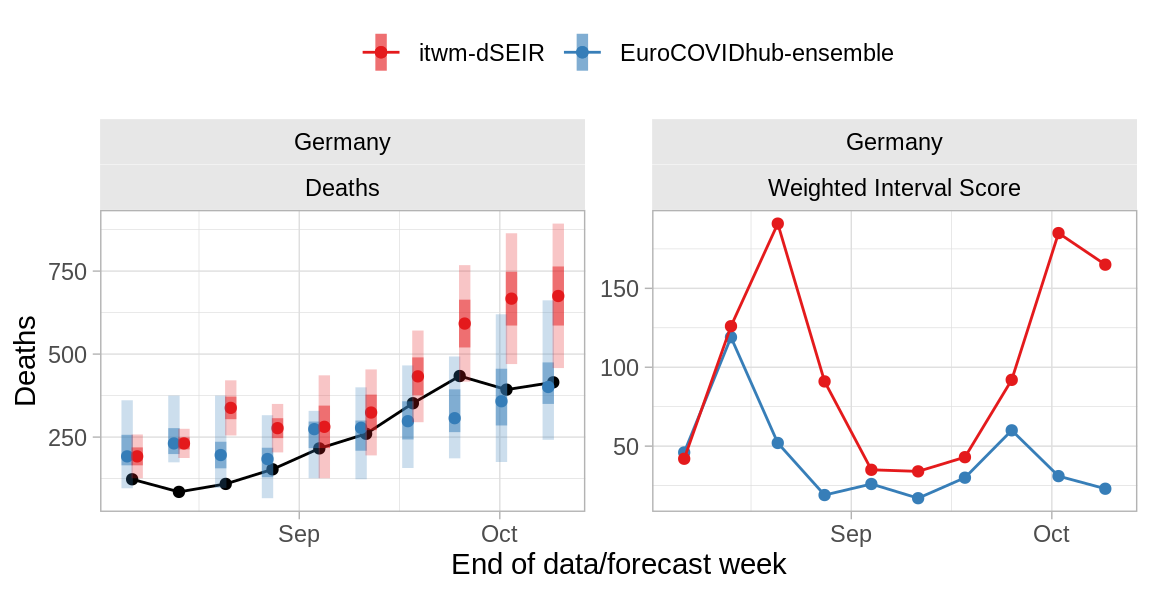 itwm-dSEIR EuroCOVIDhub-ensemble
Germany Germany
Deaths Weighted Interval Score
Deaths
750
500
250
150
100
50
Sep Oct Sep Oct
End of data/forecast week